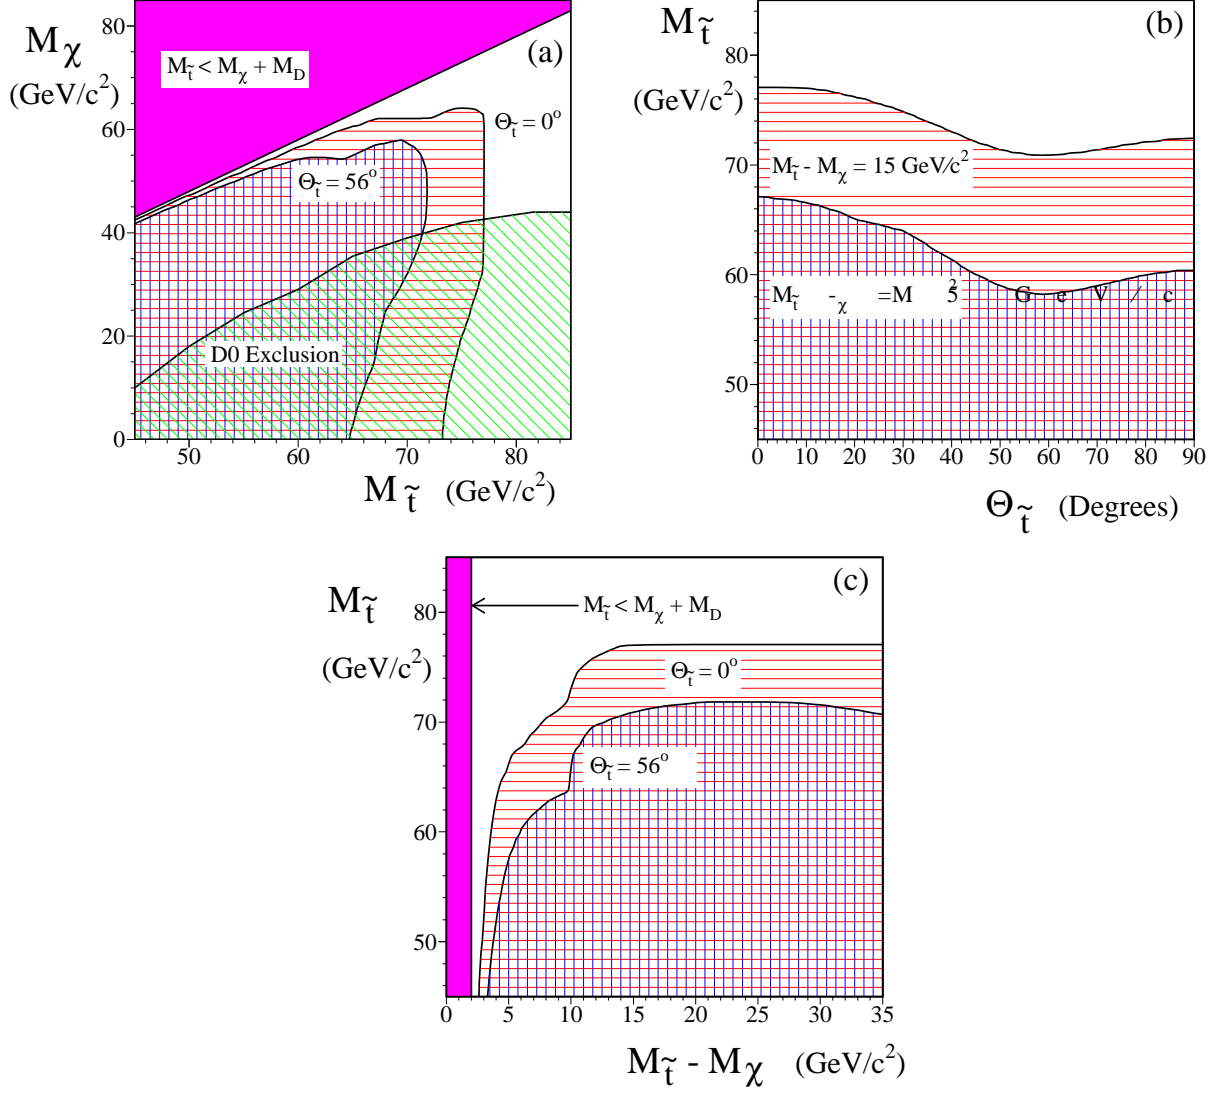 M_χ
(GeV/c²)
M_t̃ < M_χ + M_D
(a)
Θ_t̃ = 0°
Θ_t̃ = 56°
D0 Exclusion
80
60
40
20
0
50 60 70 80
M_t̃ (GeV/c²)
M_t̃
(GeV/c²)
(b)
M_t̃ - M_χ = 15 GeV/c²
M_t̃ -_χ =M 5² G e V / c
80
70
60
50
0 10 20 30 40 50 60 70 80 90
Θ_t̃ (Degrees)
M_t̃
(GeV/c²)
(c)
M_t̃ < M_χ + M_D
Θ_t̃ = 0°
Θ_t̃ = 56°
80
70
60
50
0 5 10 15 20 25 30 35
M_t̃ - M_χ (GeV/c²)